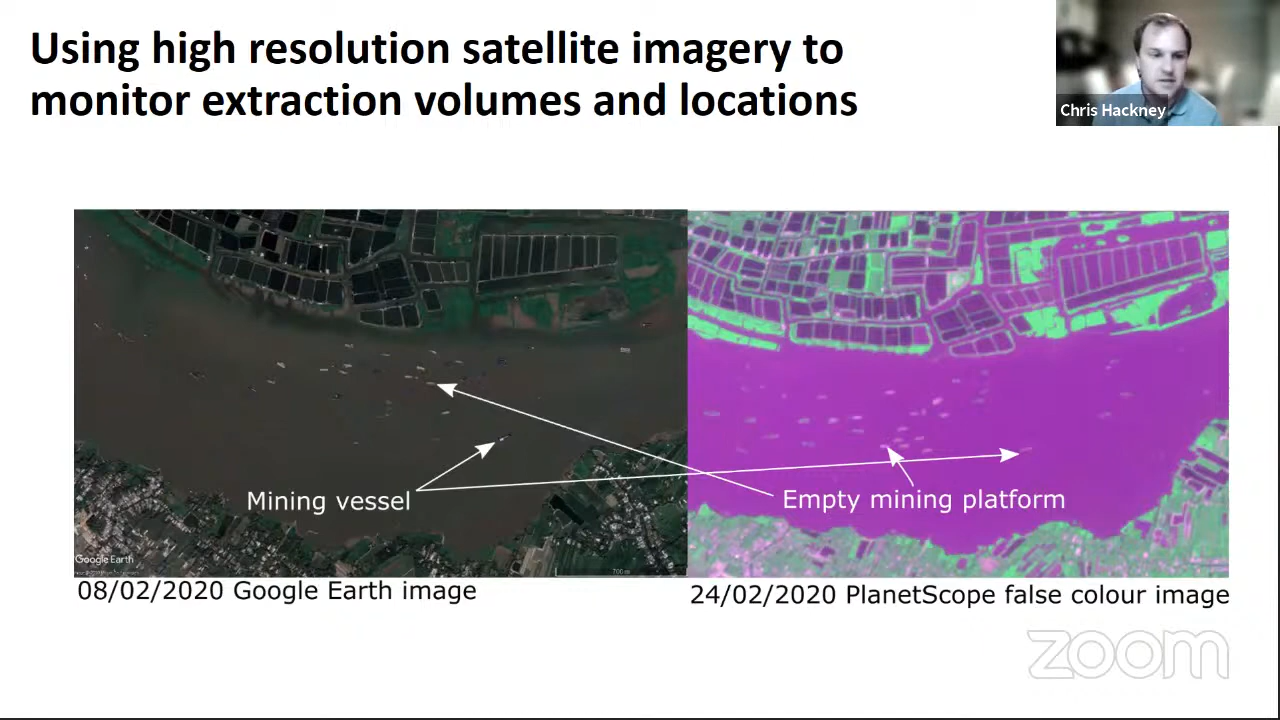 Using high resolution satellite imagery to
monitor extraction volumes and locations
Chris Hackney
Mining vessel
Empty mining platform
Google Earth
700 m
08/02/2020 Google Earth image
24/02/2020 PlanetScope false colour image
zoom